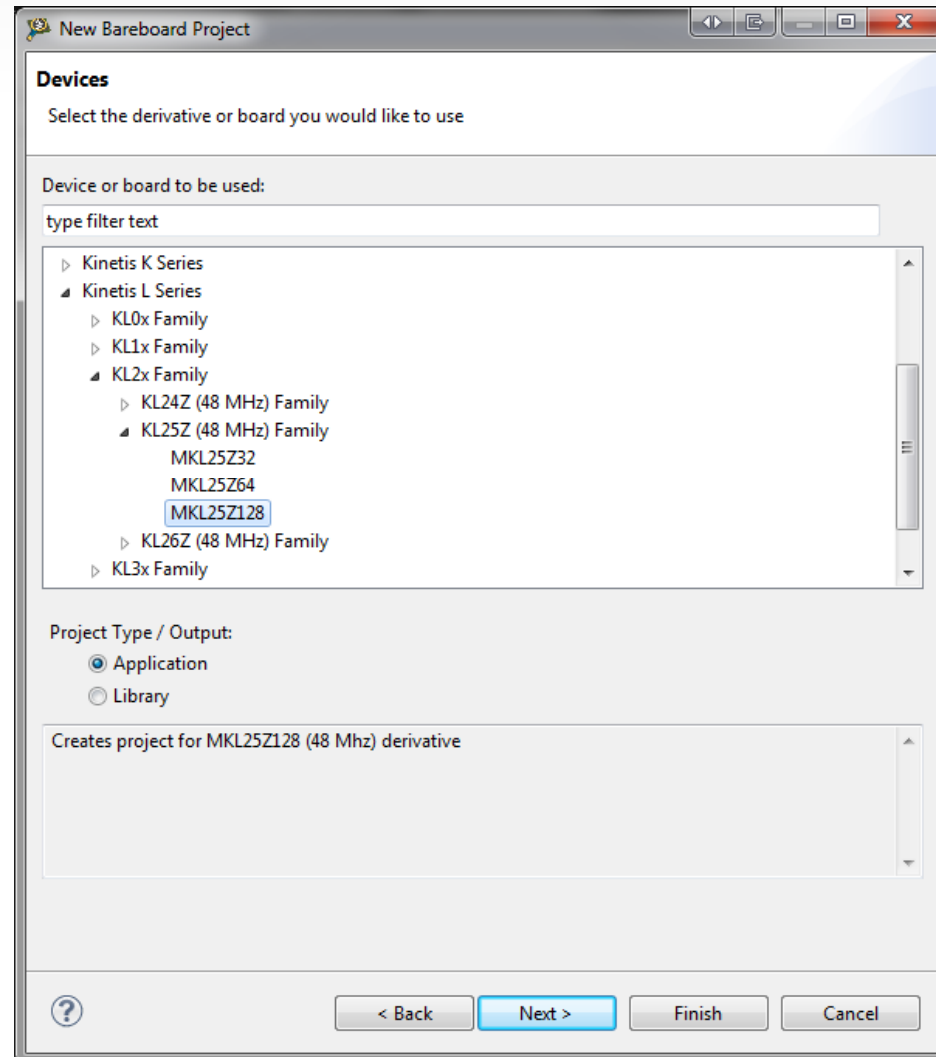 New Bareboard Project
Devices
Select the derivative or board you would like to use
Device or board to be used:
type filter text
Kinetis K Series
Kinetis L Series
KL0x Family
KL1x Family
KL2x Family
KL24Z (48 MHz) Family
KL25Z (48 MHz) Family
MKL25Z32
MKL25Z64
MKL25Z128
KL26Z (48 MHz) Family
KL3x Family
Project Type / Output:
Application
Library
Creates project for MKL25Z128 (48 Mhz) derivative
? < Back Next > Finish Cancel